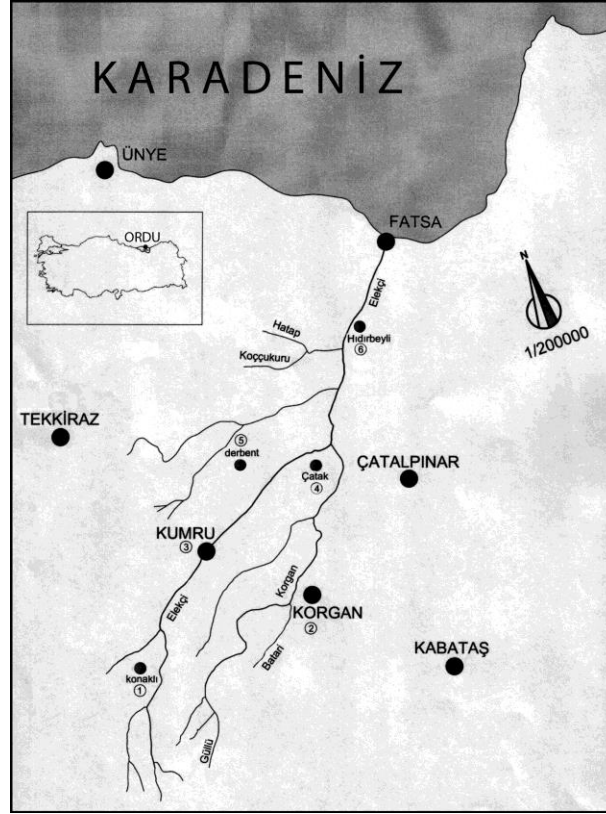 KARADENİZ
ÜNYE
FATSA
ORDU
Elekçi
N
1/200000
Hatap
Hıdırbeyli
6
Koççukuru
TEKKİRAZ
5
derbent
Çatak
4
ÇATALPINAR
KUMRU
3
Elekçi
Korgan
KORGAN
2
Batari
KABATAŞ
konaklı
1
Güllü